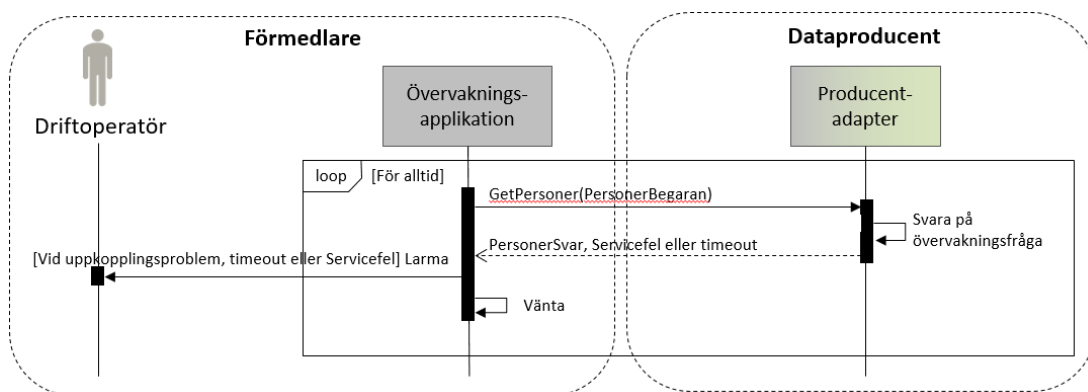 Förmedlare
Dataproducent
Driftoperatör
Övervaknings-
applikation
Producent-
adapter
loop
[För alltid]
GetPersoner(PersonerBegaran)
Svara på
övervakningsfråga
PersonerSvar, Servicefel eller timeout
[Vid uppkopplingsproblem, timeout eller Servicefel] Larma
Vänta